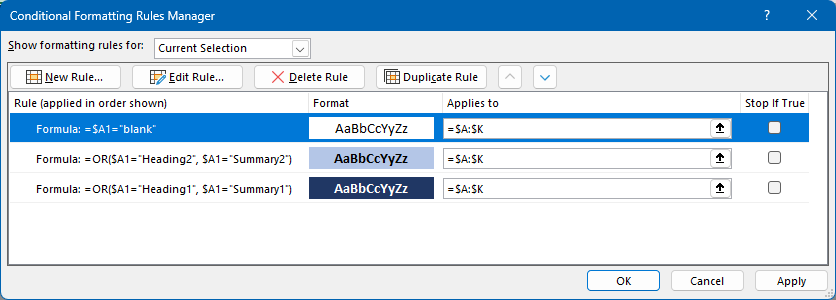 Conditional Formatting Rules Manager ? ×
Show formatting rules for: Current Selection
New Rule... Edit Rule... Delete Rule Duplicate Rule
Rule (applied in order shown) Format Applies to Stop If True
Formula: =$A1="blank" AaBbCcYyZz =$A:$K
Formula: =OR($A1="Heading2", $A1="Summary2") AaBbCcYyZz =$A:$K
Formula: =OR($A1="Heading1", $A1="Summary1") AaBbCcYyZz =$A:$K
OK Cancel Apply